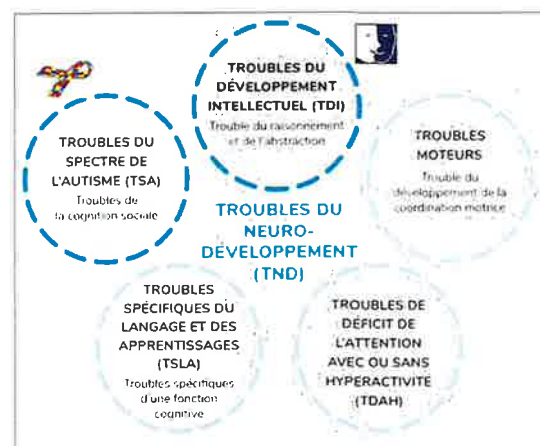 TROUBLES DU
DÉVELOPPEMENT
INTELLECTUEL (TDI)
Trouble du raisonnement
et de l'abstraction
TROUBLES DU
SPECTRE DE
L'AUTISME (TSA)
Troubles de
la cognition sociale
TROUBLES
MOTEURS
Trouble du
développement de la
coordination motrice
TROUBLES DU
NEURO-
DÉVELOPPEMENT
(TND)
TROUBLES
SPÉCIFIQUES DU
LANGAGE ET DES
APPRENTISSAGES
(TSLA)
Troubles spécifiques
d'une fonction
cognitive
TROUBLES DE
DÉFICIT DE
L'ATTENTION
AVEC OU SANS
HYPERACTIVITÉ
(TDAH)